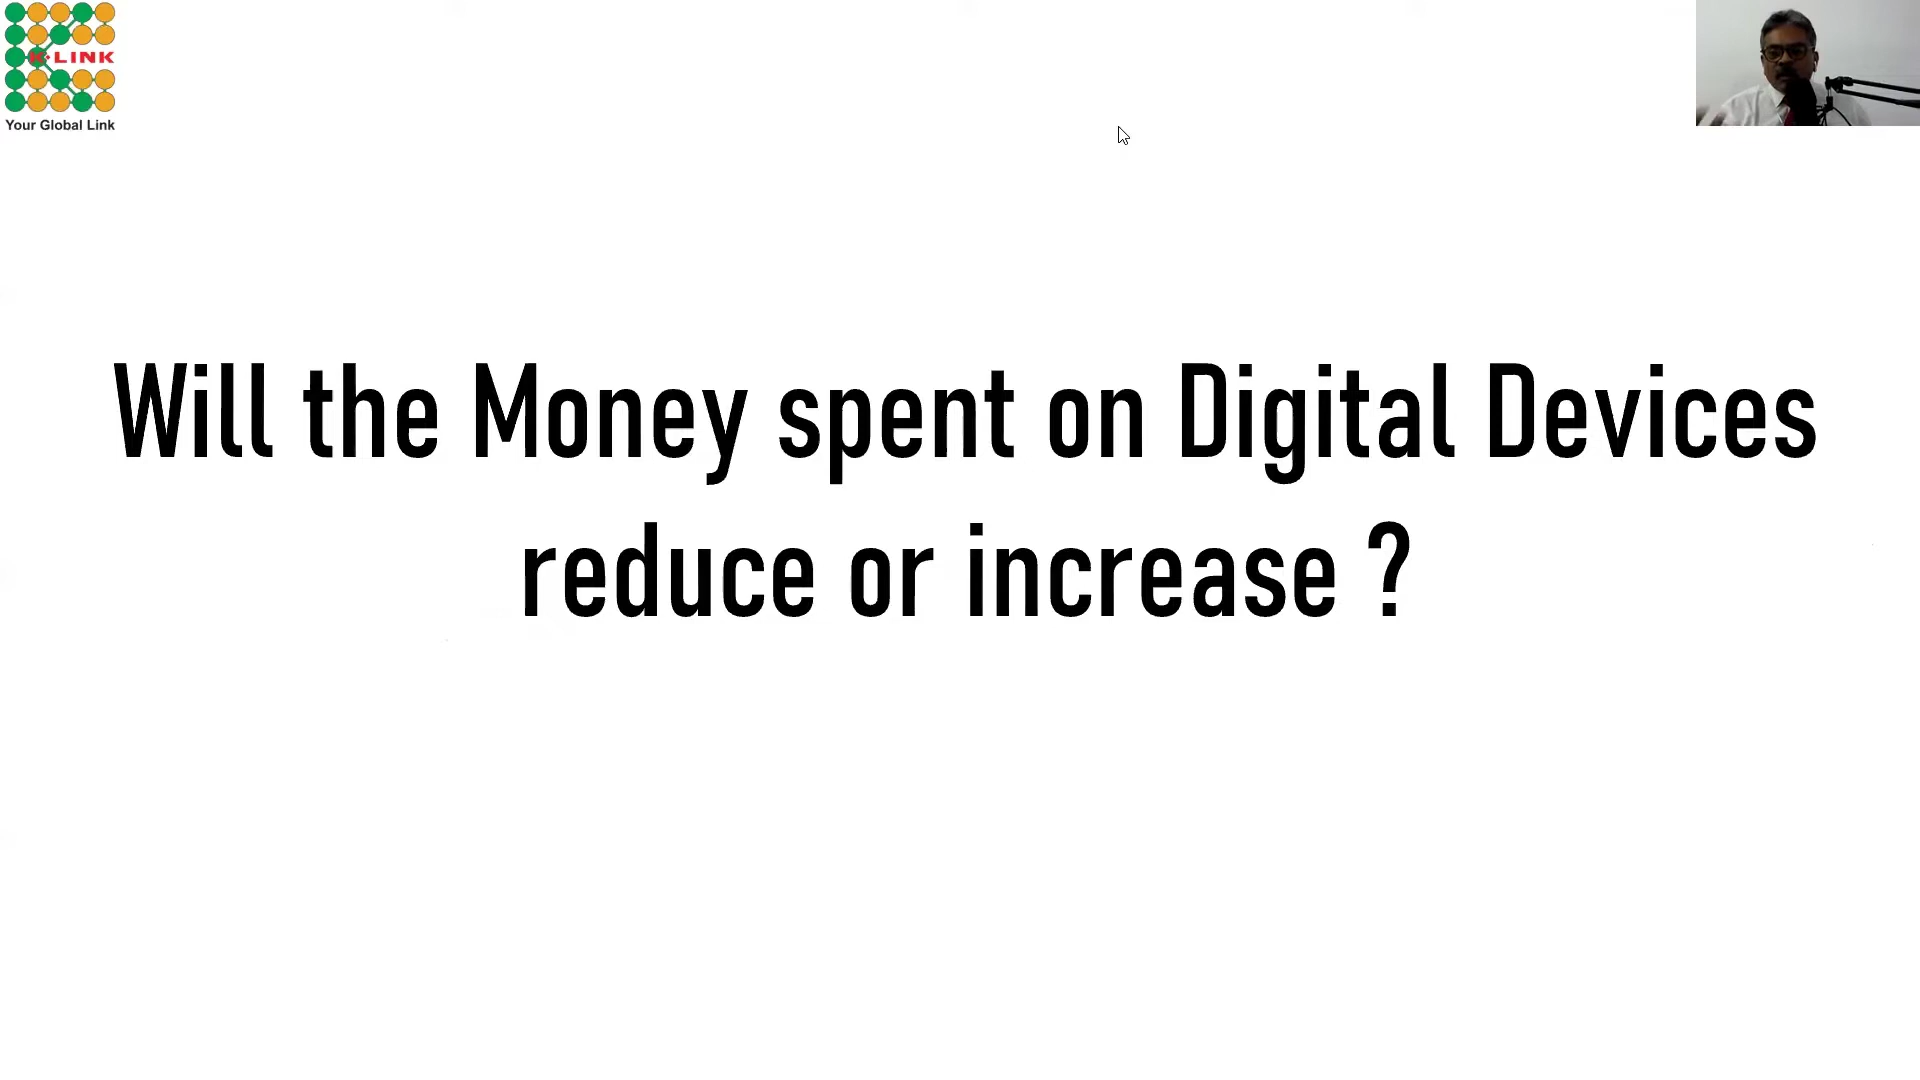 K-LINK
Your Global Link
Will the Money spent on Digital Devices
reduce or increase ?